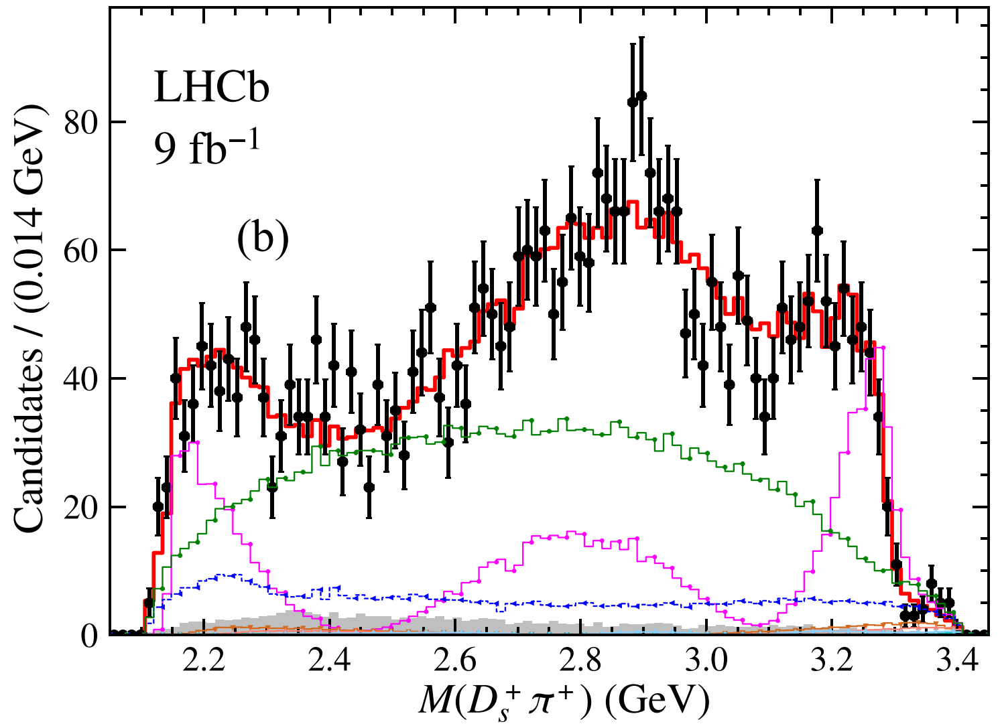 LHCb
9 fb⁻¹
(b)
Candidates / (0.014 GeV)
80
60
40
20
0
2.2 2.4 2.6 2.8 3.0 3.2 3.4
M(Dₛ⁺ π⁺) (GeV)